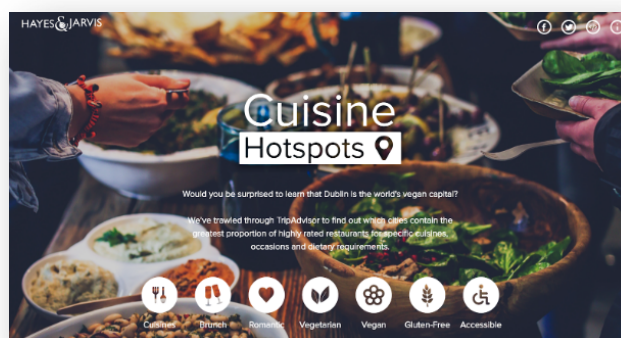 HAYES & JARVIS
Cuisine
Hotspots
Would you be surprised to learn that Dublin is the world's vegan capital?
We've trawled through TripAdvisor to find out which cities contain the
greatest proportion of highly rated restaurants for specific cuisines,
occasions and dietary requirements.
Cuisines Brunch Romantic Vegetarian Vegan Gluten-Free Accessible